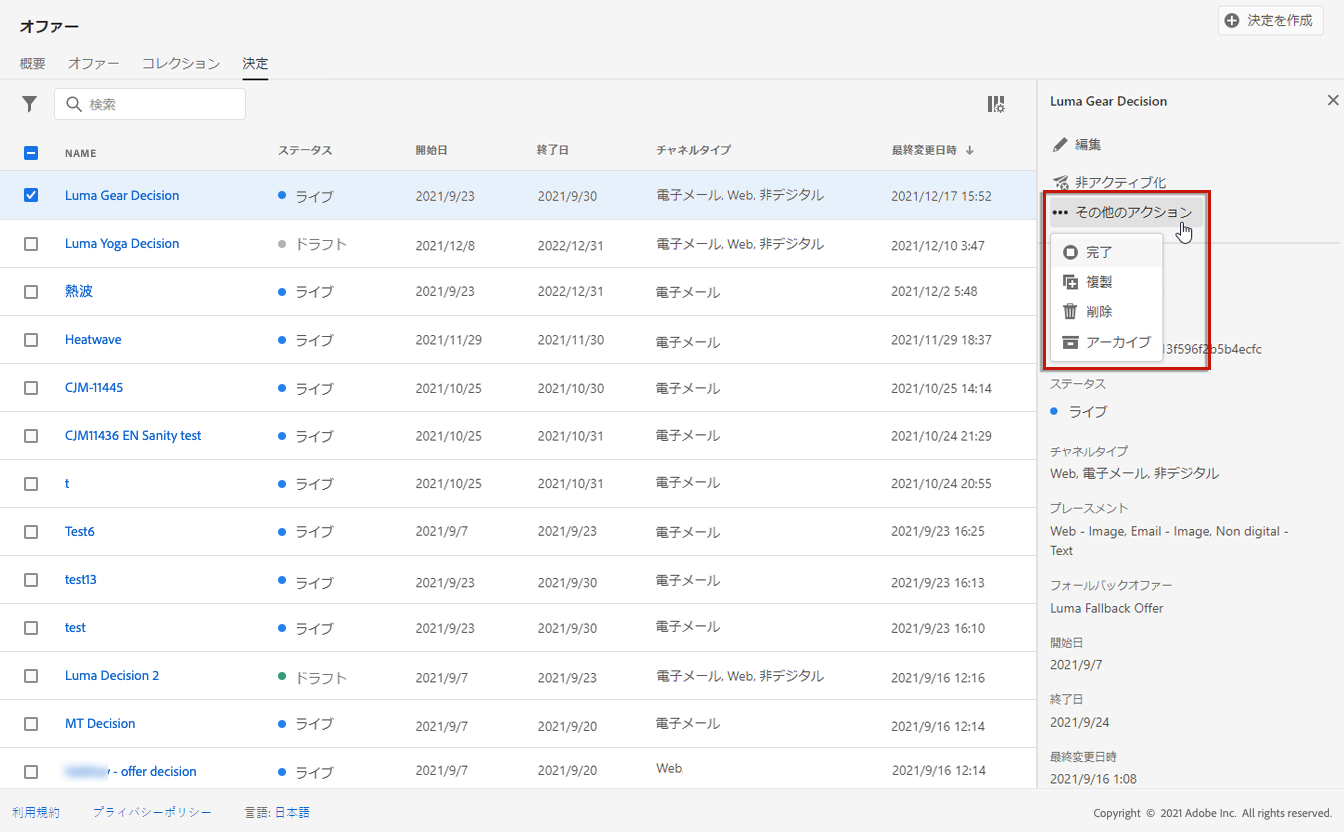 オファー
決定を作成
概要 オファー コレクション 決定
検索
NAME ステータス 開始日 終了日 チャネルタイプ 最終変更日時
Luma Gear Decision ライブ 2021/9/23 2021/9/30 電子メール, Web, 非デジタル 2021/12/17 15:52
Luma Yoga Decision ドラフト 2021/12/8 2022/12/31 電子メール, Web, 非デジタル 2021/12/10 3:47
熱波 ライブ 2021/9/23 2022/12/31 電子メール 2021/12/2 5:48
Heatwave ライブ 2021/11/29 2021/11/30 電子メール 2021/11/29 18:37
CJM-11445 ライブ 2021/10/25 2021/10/30 電子メール 2021/10/25 14:14
CJM11436 EN Sanity test ライブ 2021/10/25 2021/10/31 電子メール 2021/10/24 21:29
t ライブ 2021/10/25 2021/10/31 電子メール 2021/10/24 20:55
Test6 ライブ 2021/9/7 2021/9/23 電子メール 2021/9/23 16:25
test13 ライブ 2021/9/23 2021/9/30 電子メール 2021/9/23 16:13
test ライブ 2021/9/23 2021/9/30 電子メール 2021/9/23 16:10
Luma Decision 2 ドラフト 2021/9/7 2021/9/23 電子メール, Web, 非デジタル 2021/9/16 12:16
MT Decision ライブ 2021/9/7 2021/9/20 電子メール 2021/9/16 12:14
- offer decision ライブ 2021/9/7 2021/9/20 Web 2021/9/16 12:14
Luma Gear Decision
編集
非アクティブ化
その他のアクション
完了
複製
削除
アーカイブ
3f596f2b5b4ecfc
ステータス
ライブ
チャネルタイプ
Web, 電子メール, 非デジタル
プレースメント
Web - Image, Email - Image, Non digital -
Text
フォールバックオファー
Luma Fallback Offer
開始日
2021/9/7
終了日
2021/9/24
最終変更日時
2021/9/16 1:08
利用規約 プライバシーポリシー 言語: 日本語
Copyright © 2021 Adobe Inc. All rights reserved.